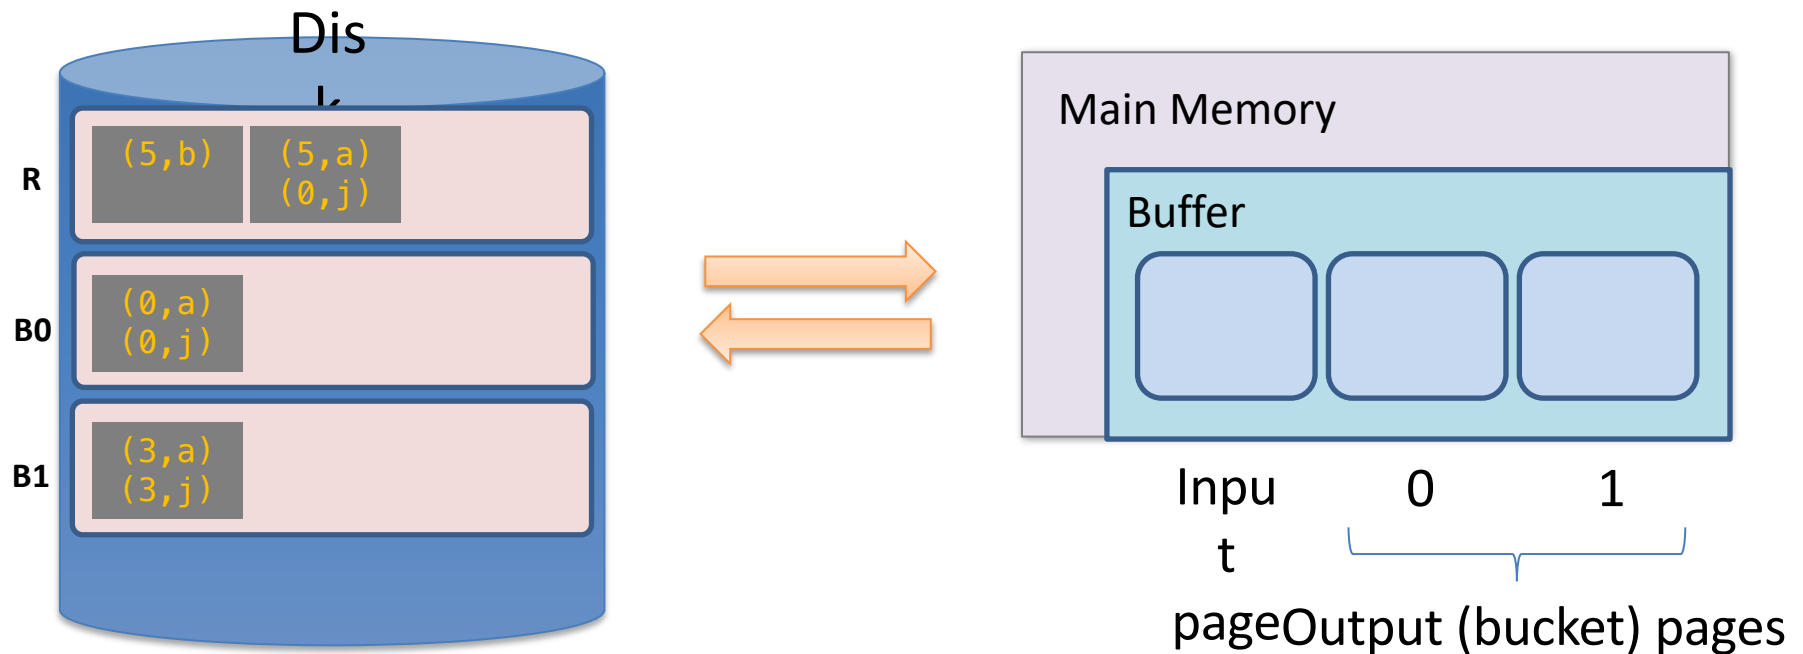 Dis
k
R
(5,b)
(5,a)
(0,j)
B0
(0,a)
(0,j)
B1
(3,a)
(3,j)
Main Memory
Buffer
Inpu
t
page
0
1
Output (bucket) pages